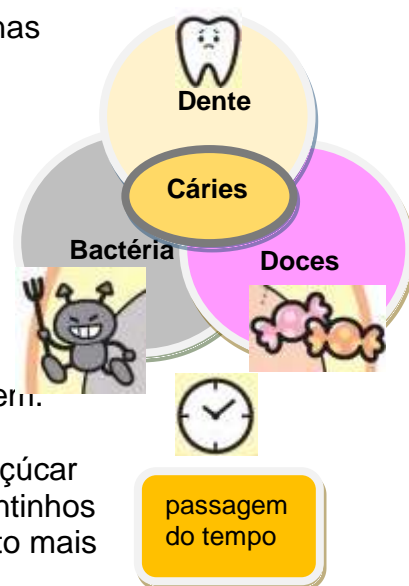 Dente
Cáries
Bactéria
Doces
passagem
do tempo